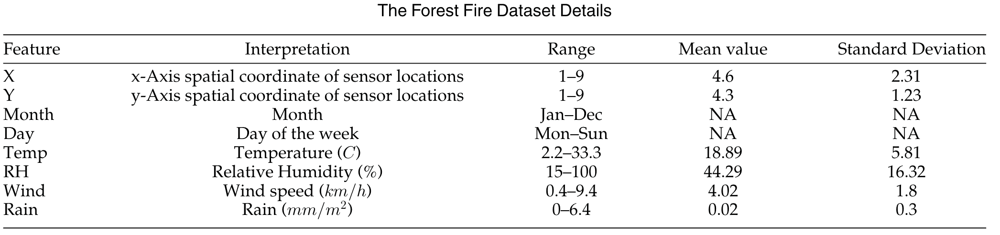 The Forest Fire Dataset Details
Feature Interpretation Range Mean value Standard Deviation
X x-Axis spatial coordinate of sensor locations 1–9 4.6 2.31
Y y-Axis spatial coordinate of sensor locations 1–9 4.3 1.23
Month Month Jan–Dec NA NA
Day Day of the week Mon–Sun NA NA
Temp Temperature (C) 2.2–33.3 18.89 5.81
RH Relative Humidity (%) 15–100 44.29 16.32
Wind Wind speed (km/h) 0.4–9.4 4.02 1.8
Rain Rain (mm/m²) 0–6.4 0.02 0.3